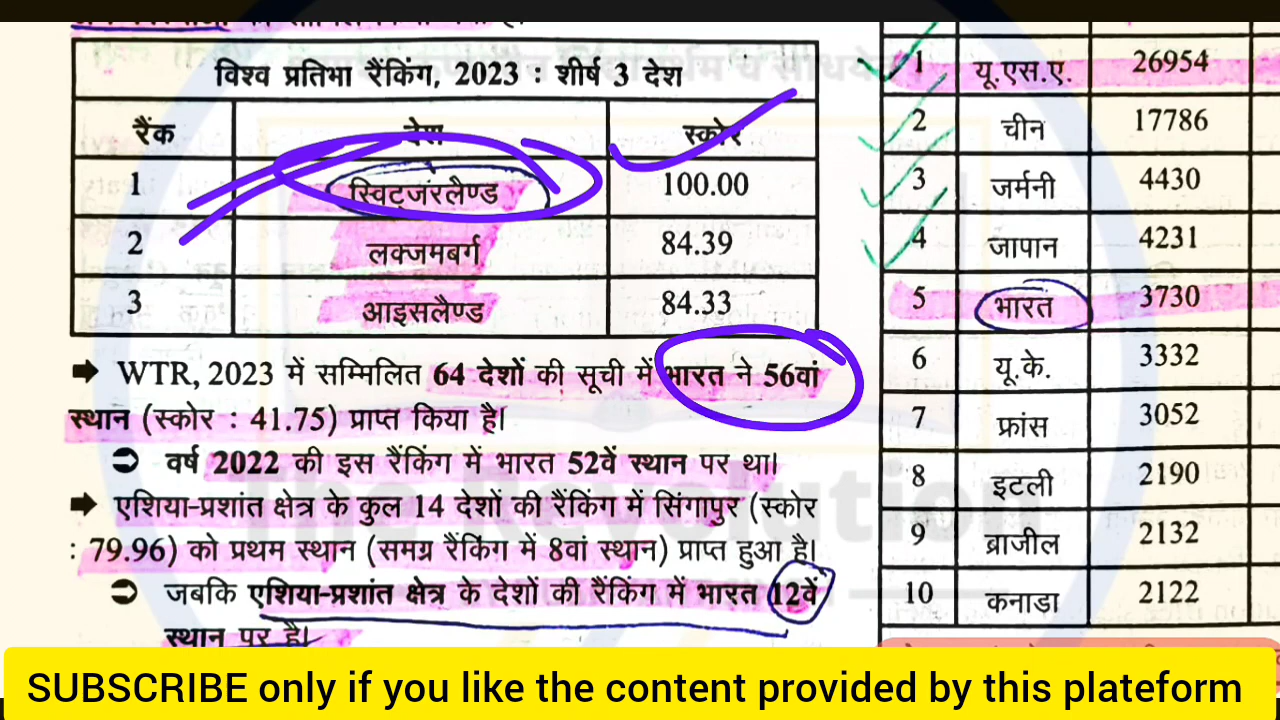 विश्व प्रतिभा रैंकिंग, 2023 : शीर्ष 3 देश
रैंक देश स्कोर
1 स्विट्जरलैण्ड 100.00
2 लक्जमबर्ग 84.39
3 आइसलैण्ड 84.33
➡ WTR, 2023 में सम्मिलित 64 देशों की सूची में भारत ने 56वां
स्थान (स्कोर : 41.75) प्राप्त किया है।
➲ वर्ष 2022 की इस रैंकिंग में भारत 52वें स्थान पर था।
➡ एशिया-प्रशांत क्षेत्र के कुल 14 देशों की रैंकिंग में सिंगापुर (स्कोर
: 79.96) को प्रथम स्थान (समग्र रैंकिंग में 8वां स्थान) प्राप्त हुआ है।
➲ जबकि एशिया-प्रशांत क्षेत्र के देशों की रैंकिंग में भारत 12वें
स्थान पर है।
1 यू.एस.ए. 26954
2 चीन 17786
3 जर्मनी 4430
4 जापान 4231
5 भारत 3730
6 यू.के. 3332
7 फ्रांस 3052
8 इटली 2190
9 ब्राजील 2132
10 कनाडा 2122
The Revolution
SUBSCRIBE only if you like the content provided by this plateform